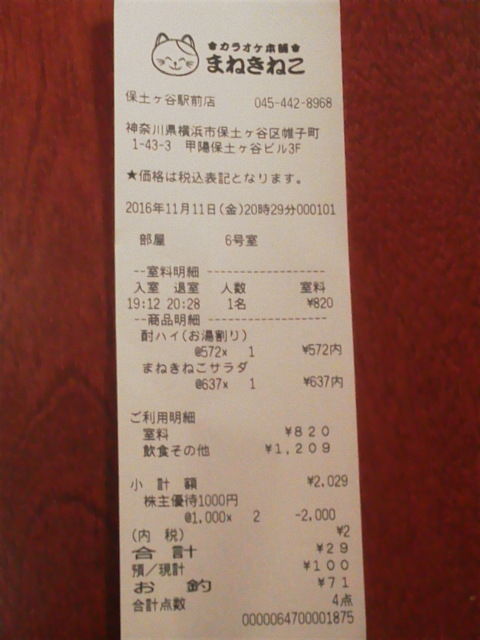 ✿カラオケ本舗✿
まねきねこ
保土ヶ谷駅前店 045-442-8968
神奈川県横浜市保土ヶ谷区帷子町
1-43-3 甲陽保土ヶ谷ビル3F
★価格は税込表記となります。
2016年11月11日(金)20時29分000101
部屋 6号室
--室料明細 ------------------
入室 退室 人数 室料
19:12 20:28 1名 ¥820
--商品明細 ------------------
酎ハイ(お湯割り)
@572× 1 ¥572内
まねきねこサラダ
@637× 1 ¥637内
ご利用明細
室料 ¥820
飲食その他 ¥1,209
小 計 額 ¥2,029
株主優待1000円
@1,000× 2 -2,000
(内 税) ¥2
合 計 ¥29
預/現計 ¥100
お 釣 ¥71
合計点数 4点
0000064700001875